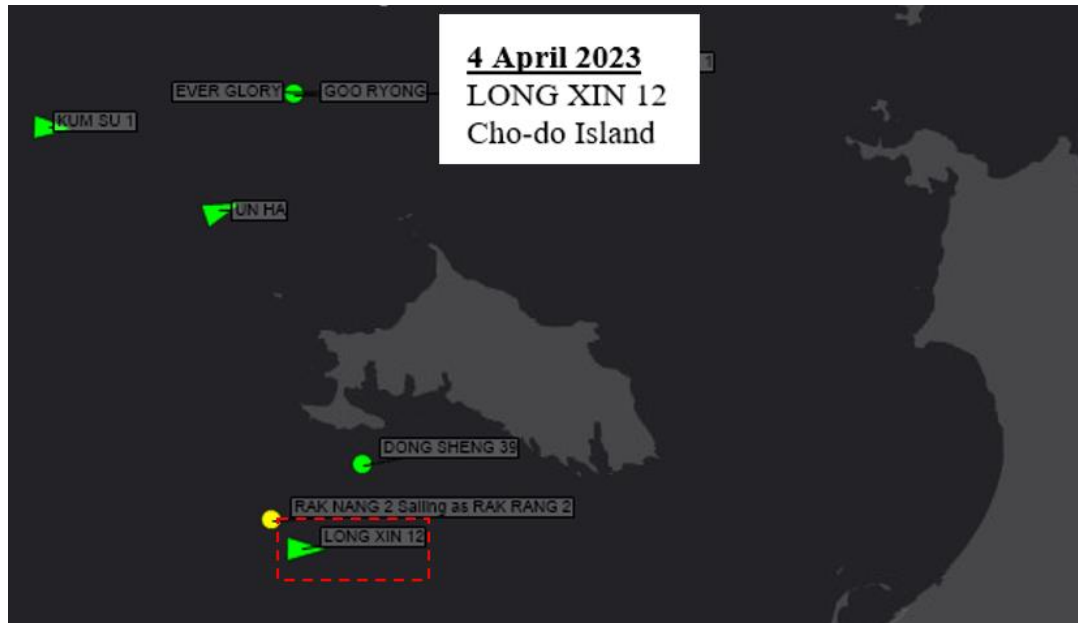 4 April 2023
LONG XIN 12
Cho-do Island
1
EVER GLORY
GOO RYONG
KUM SU 1
UN HA
DONG SHENG 39
RAK NANG 2 Sailing as RAK RANG 2
LONG XIN 12